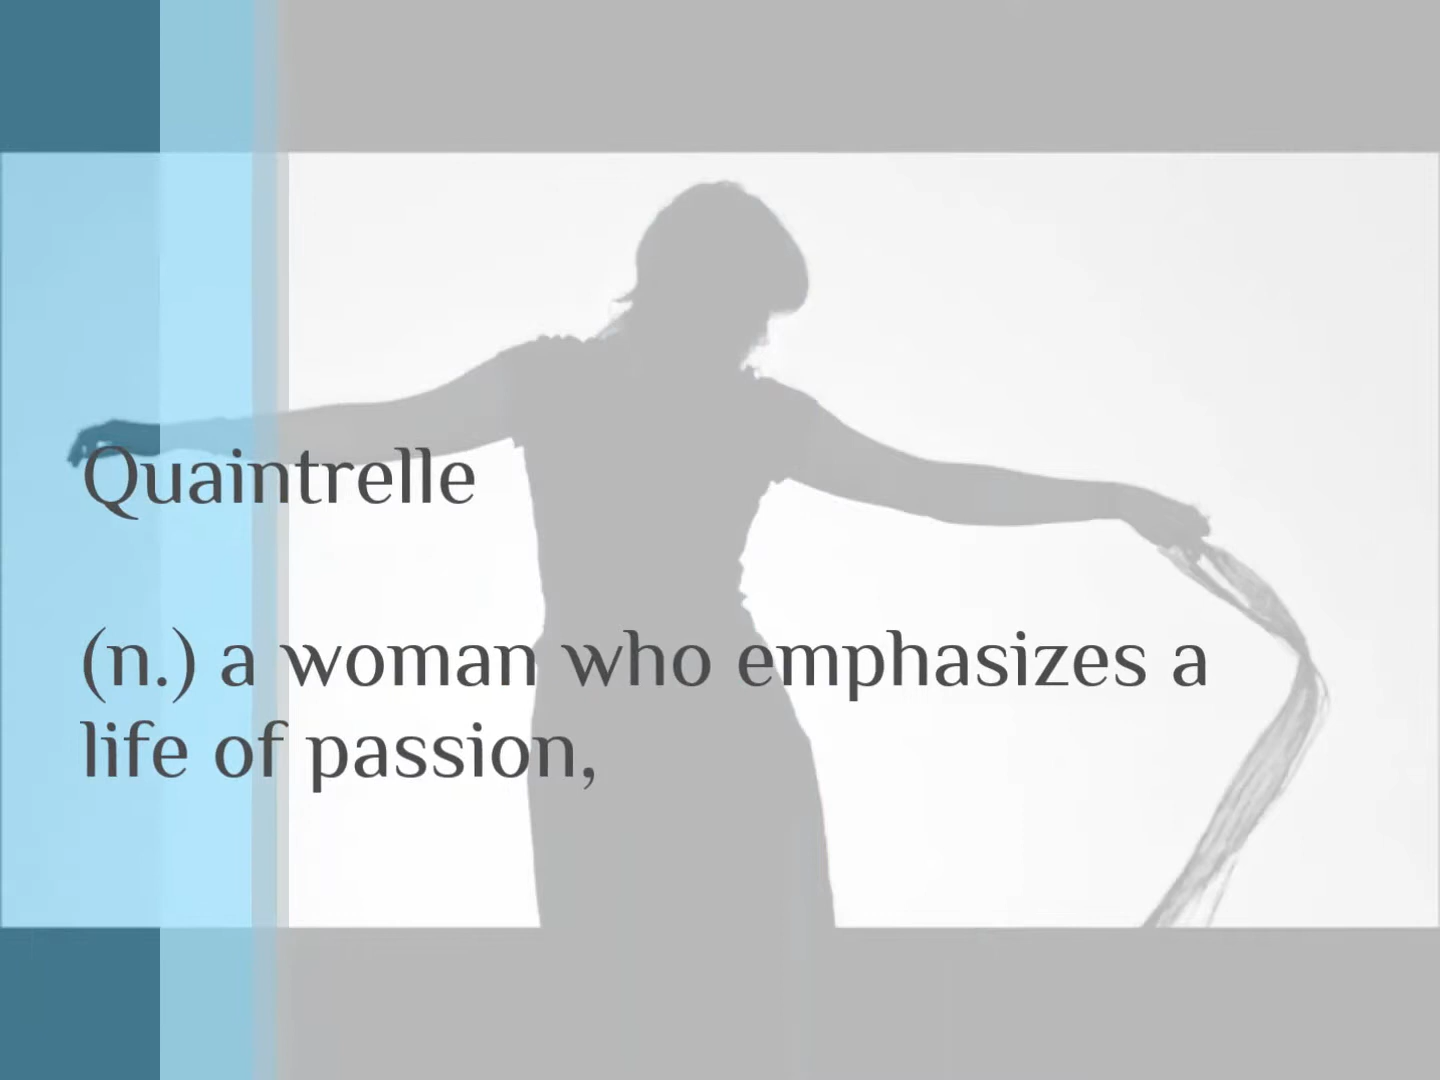 Quaintrelle
(n.) a woman who emphasizes a
life of passion,